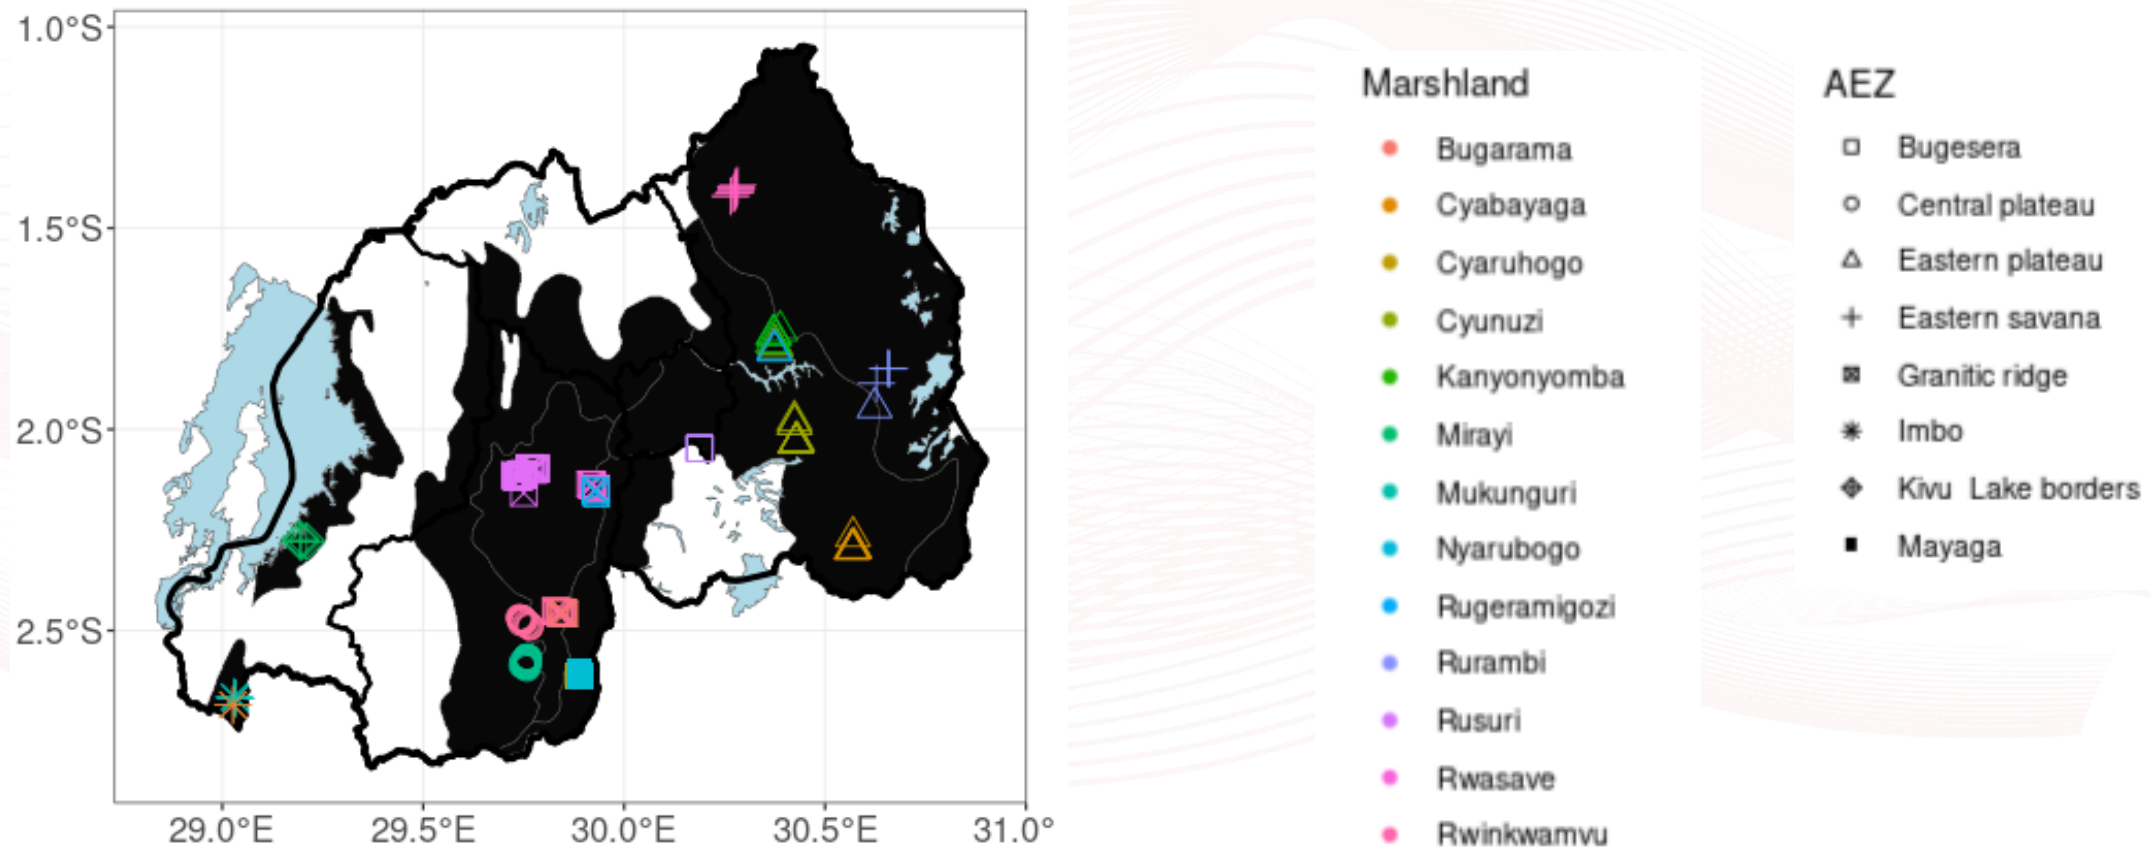 1.0°S
1.5°S
2.0°S
2.5°S
29.0°E 29.5°E 30.0°E 30.5°E 31.0°
Marshland
Bugarama
Cyabayaga
Cyaruhogo
Cyunuzi
Kanyonyomba
Mirayi
Mukunguri
Nyarubogo
Rugeramigozi
Rurambi
Rusuri
Rwasave
Rwinkwamvu
AEZ
Bugesera
Central plateau
Eastern plateau
Eastern savana
Granitic ridge
Imbo
Kivu Lake borders
Mayaga